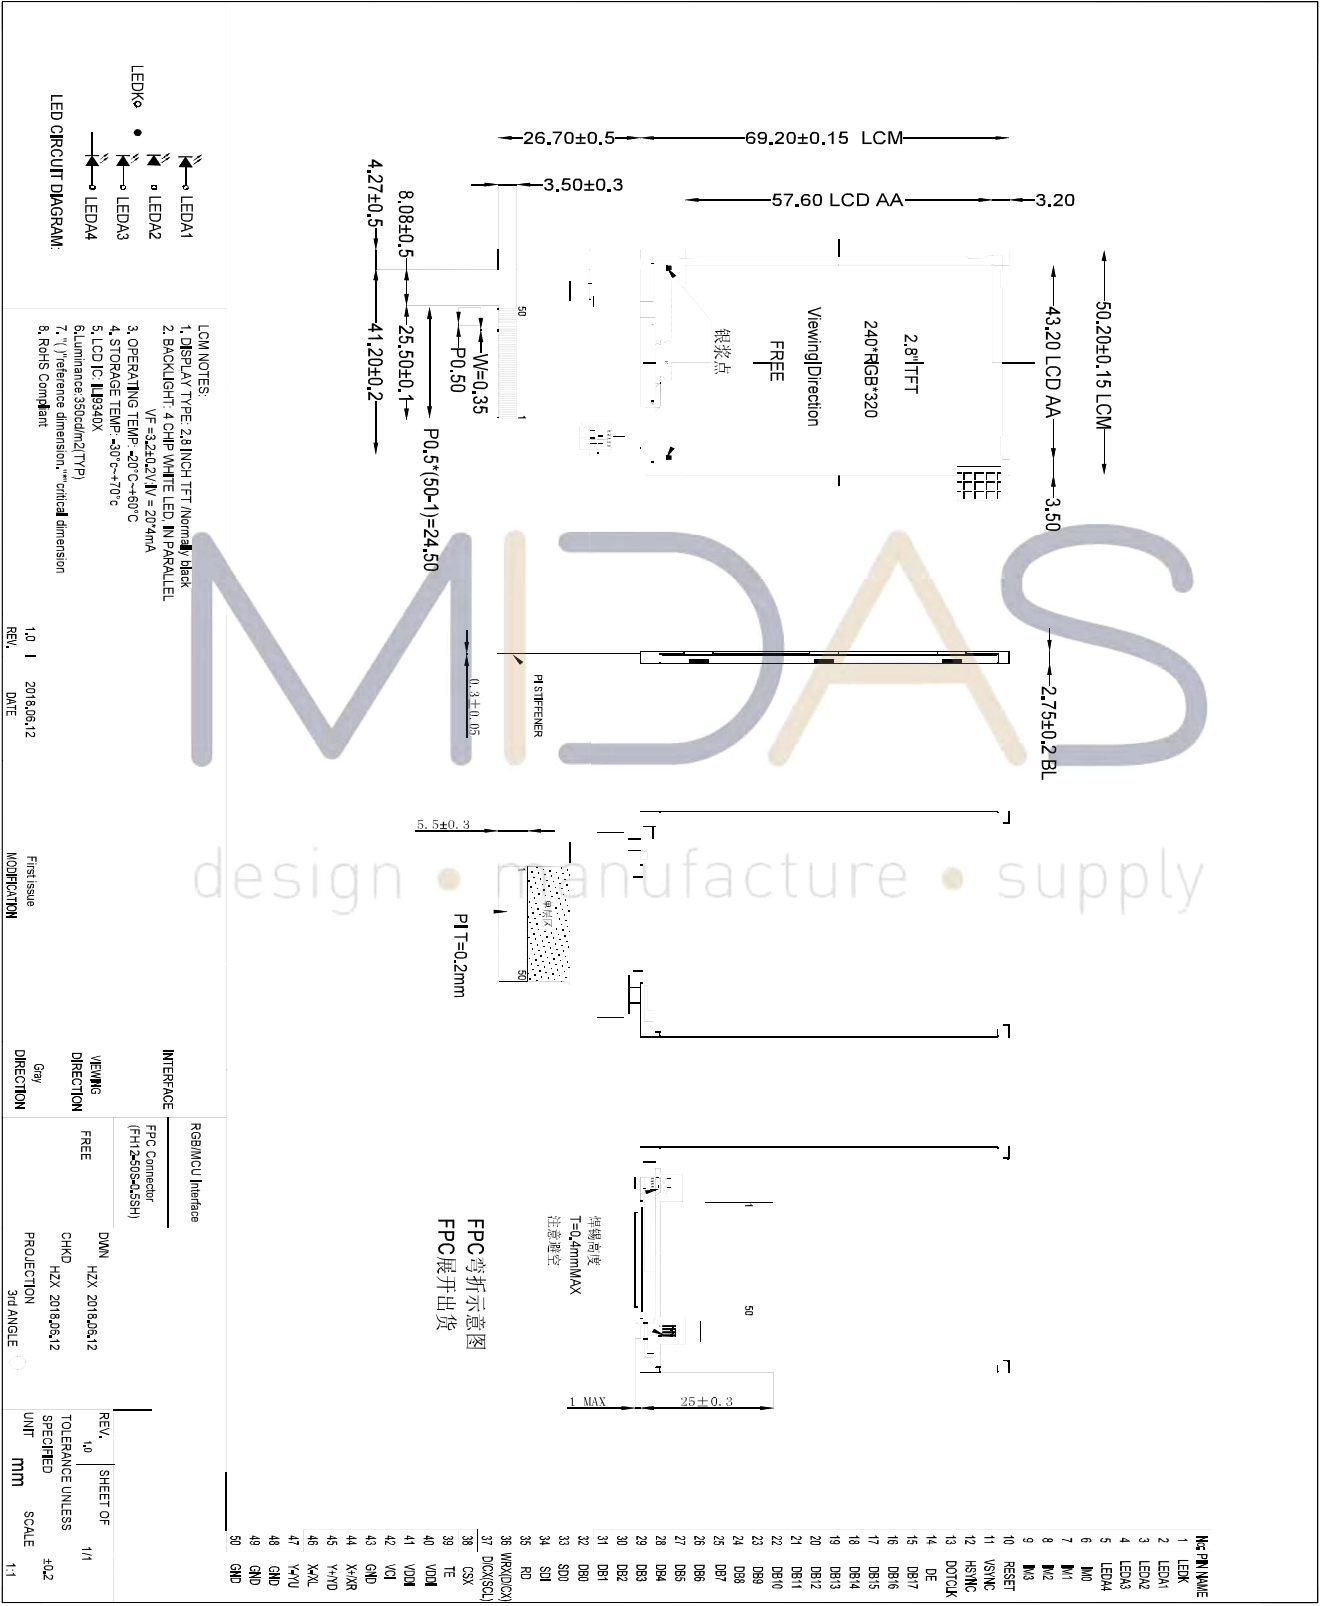 26.70±0.5
69.20±0.15 LCM
3.50±0.3
57.60 LCD AA
3.20
50.20±0.15 LCM
43.20 LCD AA
3.50
2.8"TFT
240*RGB*320
Viewing Direction
FREE
银浆点
50
1
4.27±0.5
8.08±0.5
25.50±0.1
41.20±0.2
W=0.35
P0.50
P0.5*(50-1)=24.50
2.75±0.2 BL
PI STIFFENER
0.3±0.05
MIDAS
design • manufacture • supply
5.5±0.3
1
50
PI T=0.2mm
1
50
焊锡高度
T=0.4mmMAX
注意避空
FPC弯折示意图
FPC展开出货
1 MAX
25±0.3
LEDK
LEDA1
LEDA2
LEDA3
LEDA4
LED CIRCUIT DIAGRAM:
LCM NOTES:
1. DISPLAY TYPE: 2.8 INCH TFT /Normally black
2. BACKLIGHT: 4 CHIP WHITE LED, IN PARALLEL
VF =3.2±0.2V:IV = 20*4mA
3. OPERATING TEMP: -20°C~+60°C
4. STORAGE TEMP: -30°c~+70°c
5. LCD IC: ILI9340X
6.Luminance:350cd/m2(TYP)
7. "( )"reference dimension, "*"critical dimension
8. RoHS Compliant
1.0 2018.06.12 First issue
REV. DATE MODIFICATION
INTERFACE
RGB/MCU Interface
FPC Connector
(FH12-50S-0.5SH)
VIEWING
DIRECTION
FREE
Gray
DIRECTION
DWN HZX 2018.06.12
CHKD HZX 2018.06.12
PROJECTION 3rd ANGLE
REV. 1.0
SHEET OF 1/1
TOLERANCE UNLESS
SPECIFIED ±0.2
UNIT mm
SCALE 1:1
No: PIN NAME
1 LEDK
2 LEDA1
3 LEDA2
4 LEDA3
5 LEDA4
6 IM0
7 IM1
8 IM2
9 IM3
10 RESET
11 VSYNC
12 HSYNC
13 DOTCLK
14 DE
15 DB17
16 DB16
17 DB15
18 DB14
19 DB13
20 DB12
21 DB11
22 DB10
23 DB9
24 DB8
25 DB7
26 DB6
27 DB5
28 DB4
29 DB3
30 DB2
31 DB1
32 DB0
33 SDO
34 SDI
35 RD
36 WRX(D/CX)
37 D/CX(SCL)
38 CSX
39 TE
40 VDDI
41 VDDI
42 VCI
43 GND
44 X+/XR
45 Y+/YD
46 X-/XL
47 Y-/YU
48 GND
49 GND
50 GND